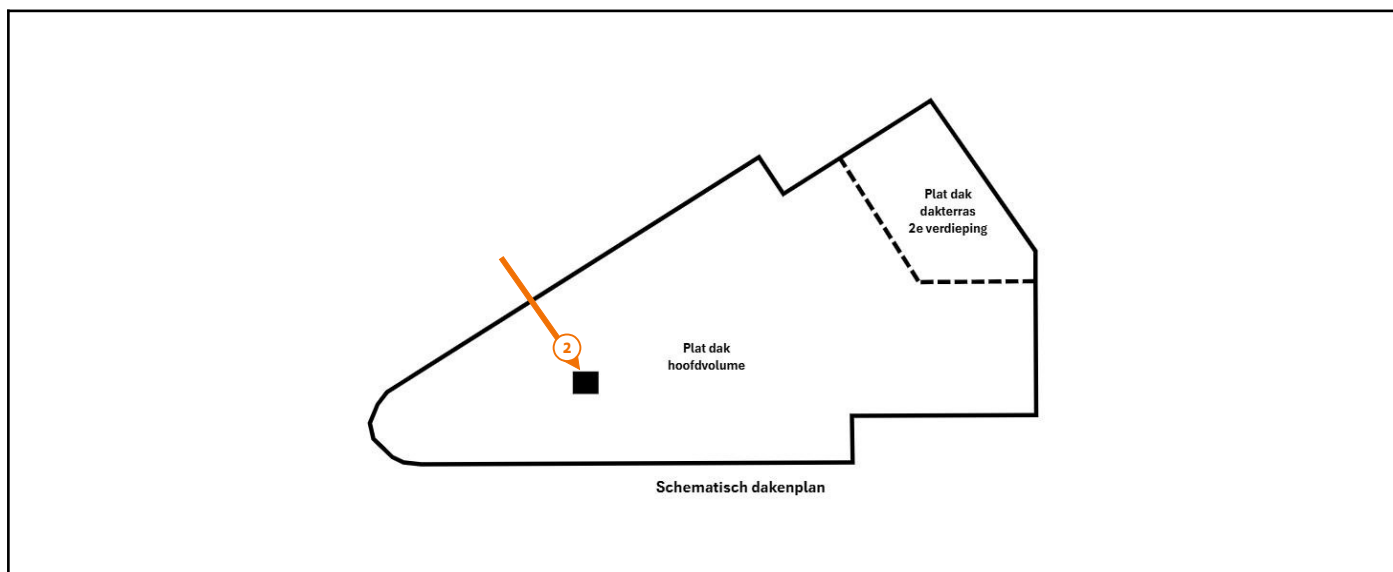 Plat dak
dakterras
2e verdieping
2
Plat dak
hoofdvolume
Schematisch dakenplan